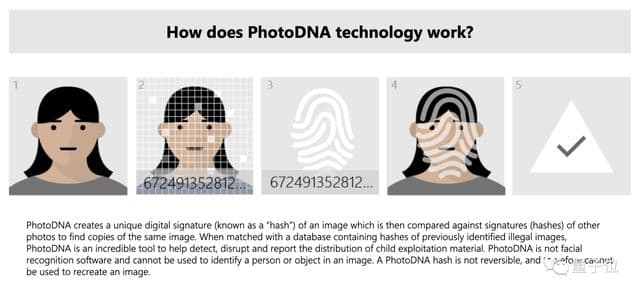 How does PhotoDNA technology work?
1
2
3
4
5
672491352812...
672491352812...
PhotoDNA creates a unique digital signature (known as a "hash") of an image which is then compared against signatures (hashes) of other
photos to find copies of the same image. When matched with a database containing hashes of previously identified illegal images,
PhotoDNA is an incredible tool to help detect, disrupt and report the distribution of child exploitation material. PhotoDNA is not facial
recognition software and cannot be used to identify a person or object in an image. A PhotoDNA hash is not reversible, and cannot
be used to recreate an image.
量子位